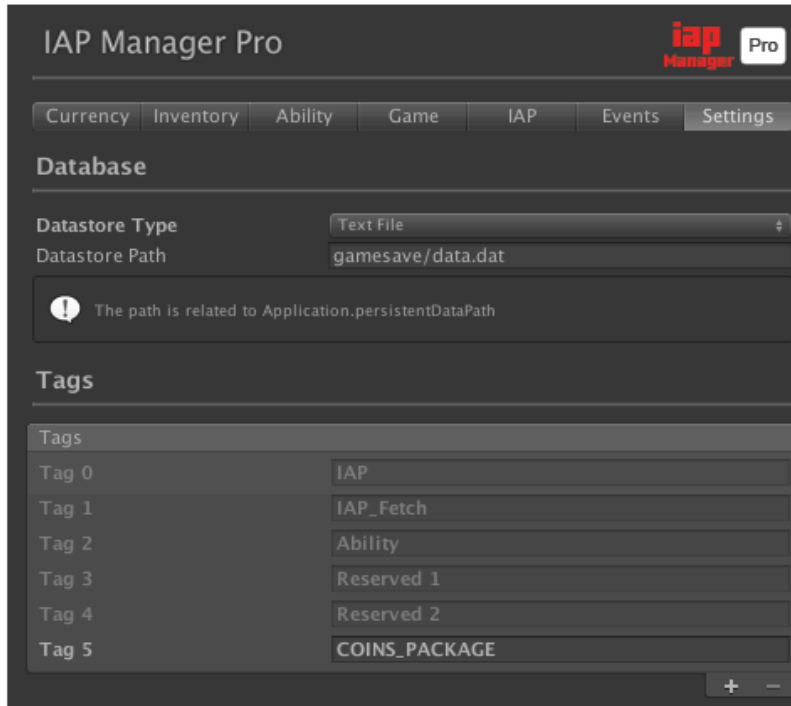 IAP Manager Pro
iap
Manager
Pro
Currency Inventory Ability Game IAP Events Settings
Database
Datastore Type Text File
Datastore Path gamesave/data.dat
! The path is related to Application.persistentDataPath
Tags
Tags
Tag 0 IAP
Tag 1 IAP_Fetch
Tag 2 Ability
Tag 3 Reserved 1
Tag 4 Reserved 2
Tag 5 COINS_PACKAGE
+ −